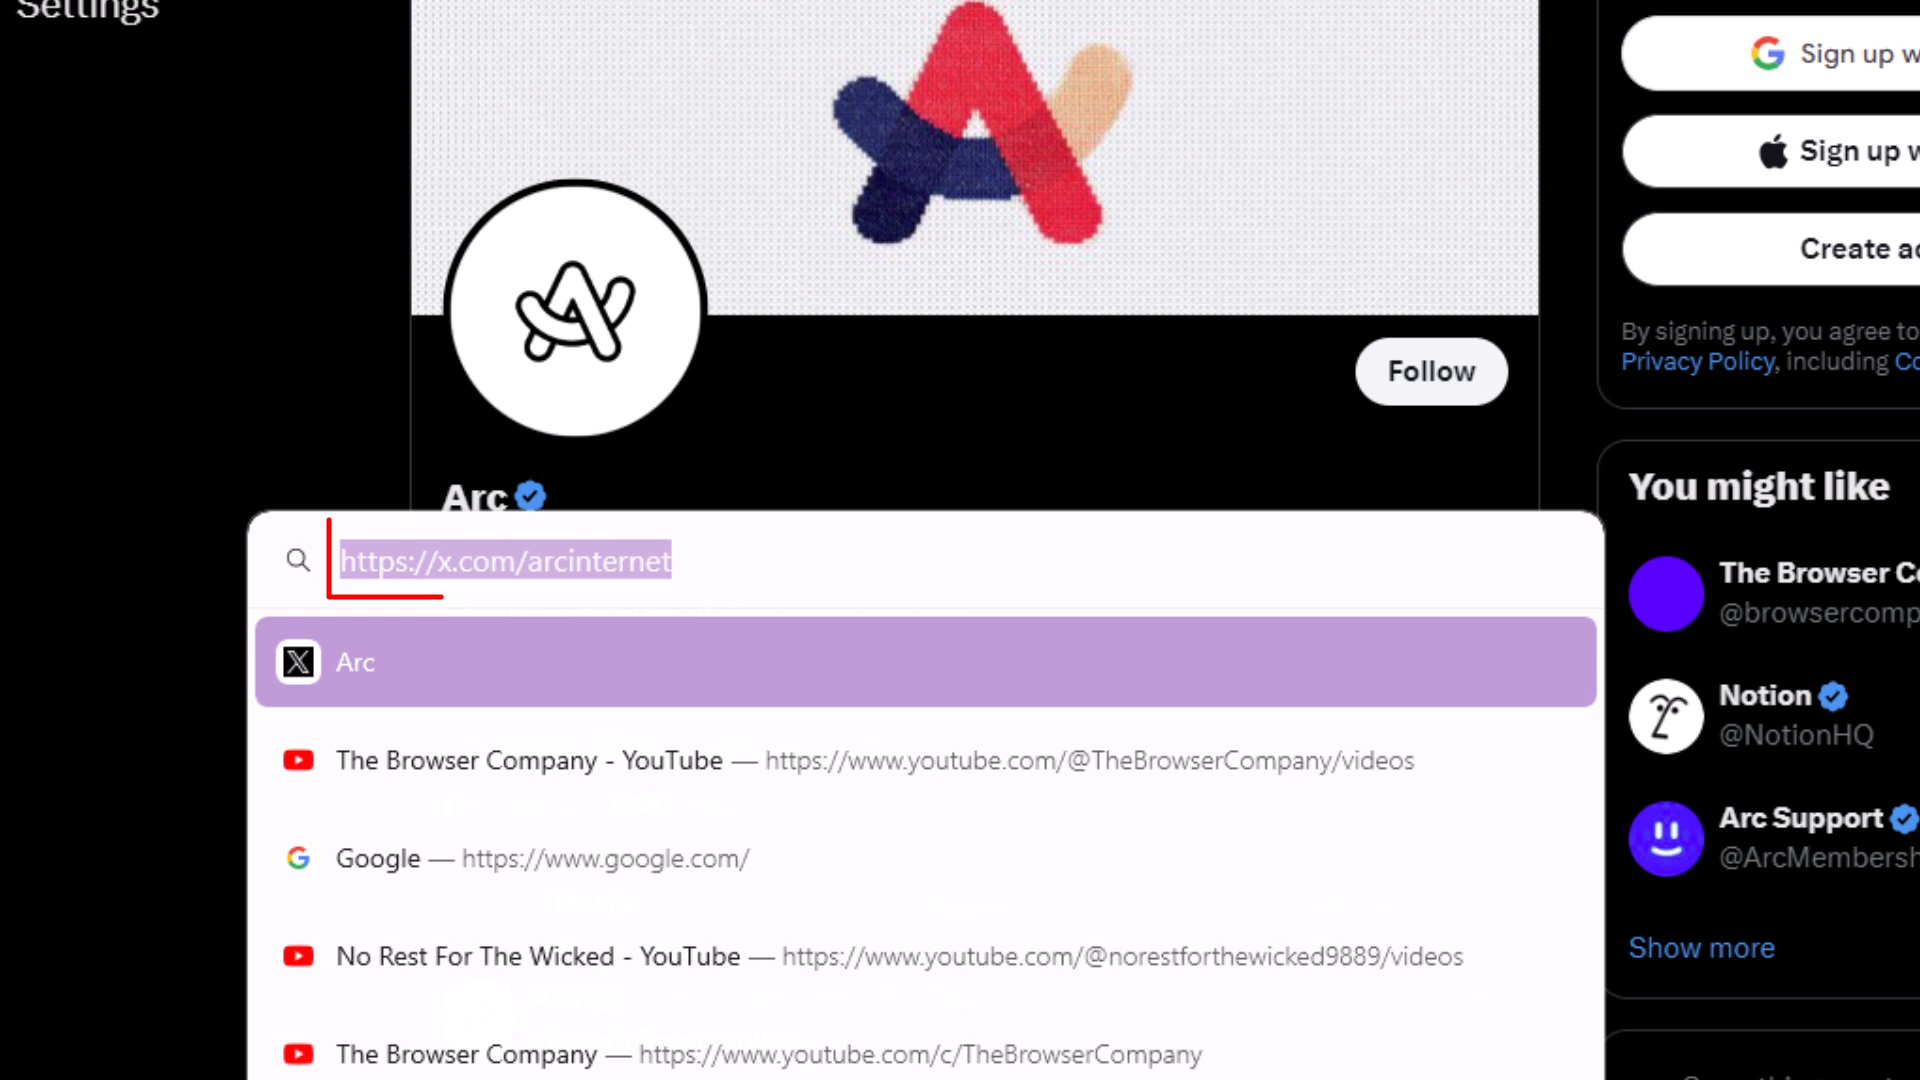 Settings
Sign up w
Sign up w
Create ac
By signing up, you agree to
Privacy Policy, including Co
Follow
Arc
https://x.com/arcinternet
Arc
The Browser Company - YouTube — https://www.youtube.com/@TheBrowserCompany/videos
Google — https://www.google.com/
No Rest For The Wicked - YouTube — https://www.youtube.com/@norestforthewicked9889/videos
The Browser Company — https://www.youtube.com/c/TheBrowserCompany
You might like
The Browser Co
@browsercomp
Notion
@NotionHQ
Arc Support
@ArcMembersh
Show more